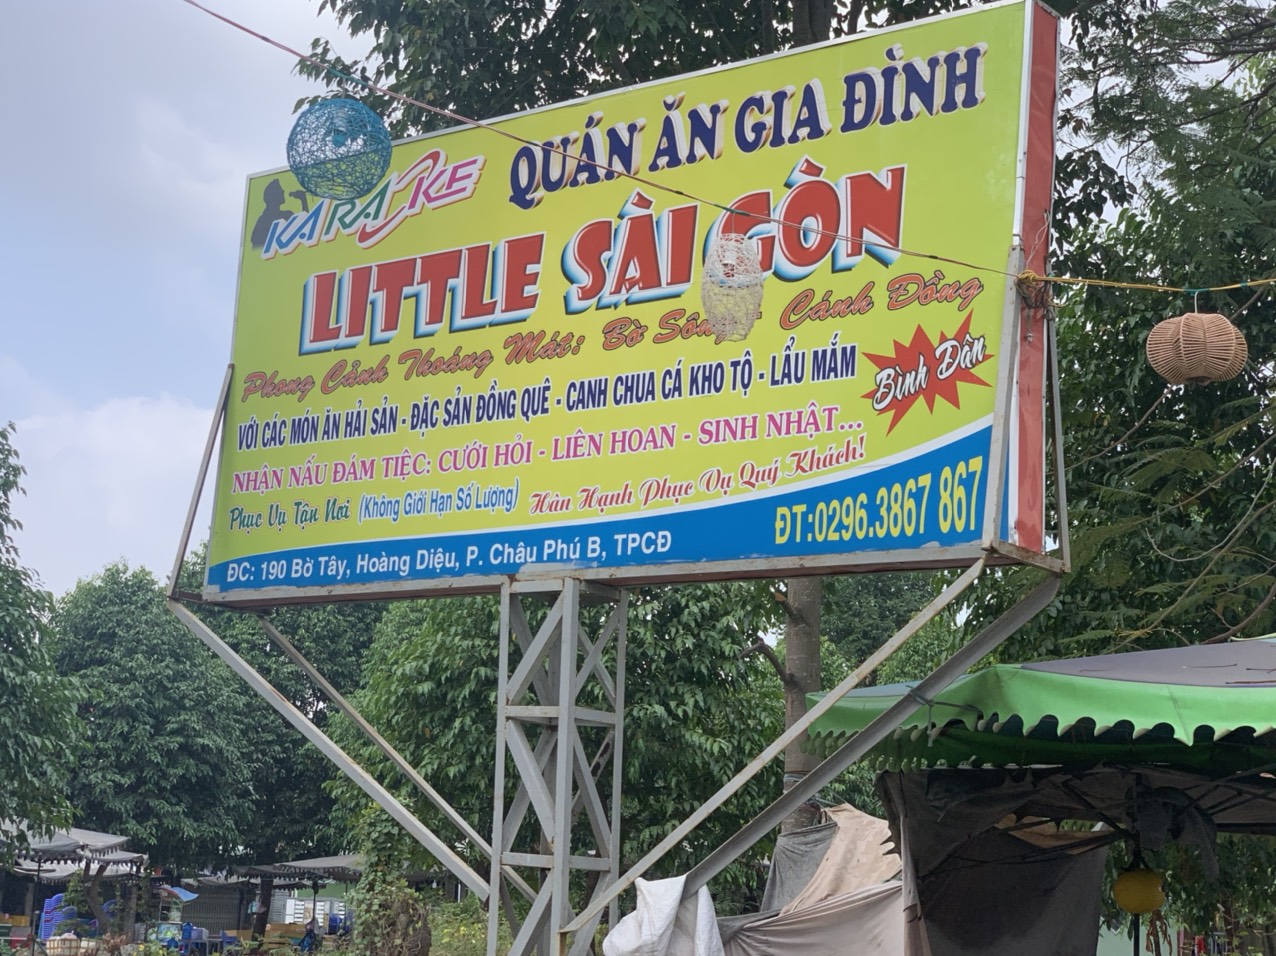 KARAOKE
QUÁN ĂN GIA ĐÌNH
LITTLE SÀI GÒN
Phong Cảnh Thoáng Mát: Bờ Sông - Cánh Đồng
VỚI CÁC MÓN ĂN HẢI SẢN - ĐẶC SẢN ĐỒNG QUÊ - CANH CHUA CÁ KHO TỘ - LẨU MẮM
Bình Dân
NHẬN NẤU ĐÁM TIỆC: CƯỚI HỎI - LIÊN HOAN - SINH NHẬT...
Phục Vụ Tận Nơi (Không Giới Hạn Số Lượng) Hân Hạnh Phục Vụ Quý Khách!
ĐC: 190 Bờ Tây, Hoàng Diệu, P. Châu Phú B, TPCĐ
ĐT:0296.3867 867